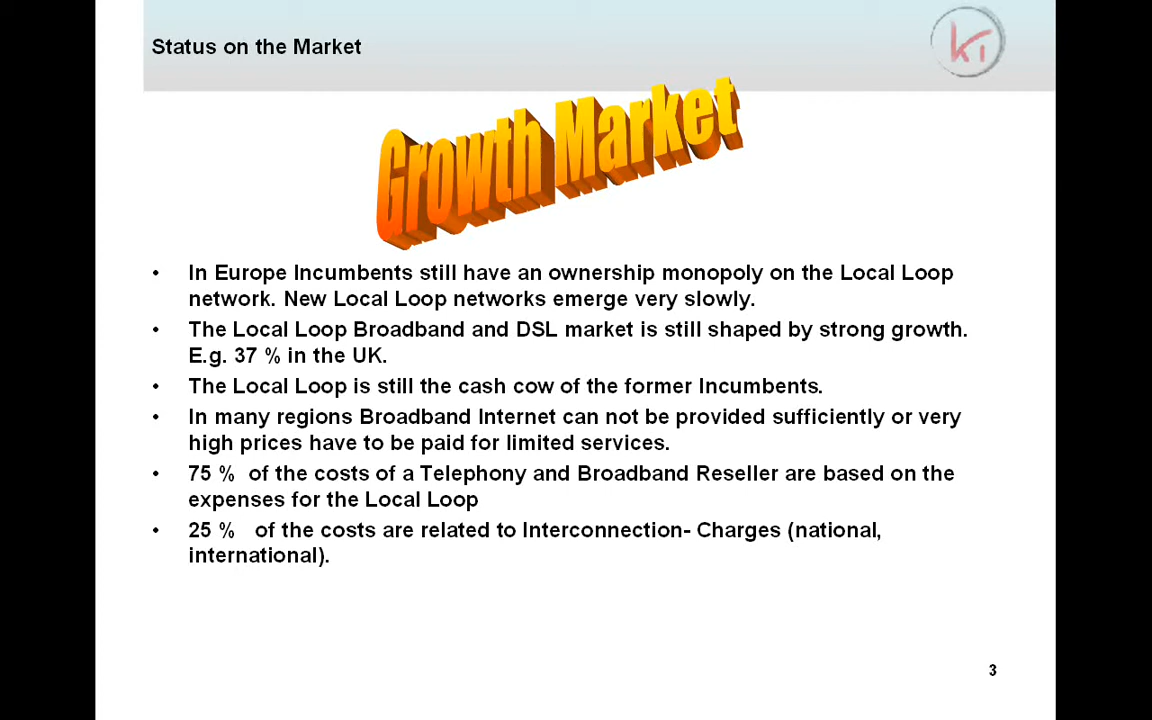 Status on the Market
K1
Growth Market
• In Europe Incumbents still have an ownership monopoly on the Local Loop
network. New Local Loop networks emerge very slowly.
• The Local Loop Broadband and DSL market is still shaped by strong growth.
E.g. 37 % in the UK.
• The Local Loop is still the cash cow of the former Incumbents.
• In many regions Broadband Internet can not be provided sufficiently or very
high prices have to be paid for limited services.
• 75 %  of the costs of a Telephony and Broadband Reseller are based on the
expenses for the Local Loop
• 25 %   of the costs are related to Interconnection- Charges (national,
international).
3